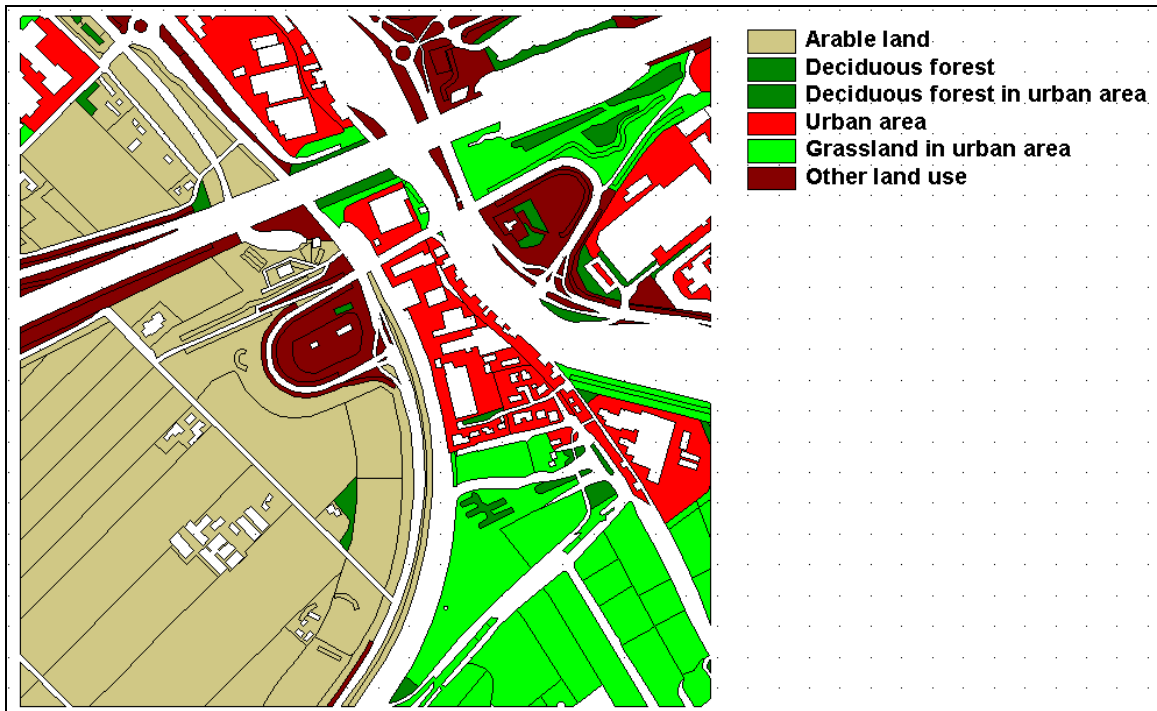 Arable land
Deciduous forest
Deciduous forest in urban area
Urban area
Grassland in urban area
Other land use